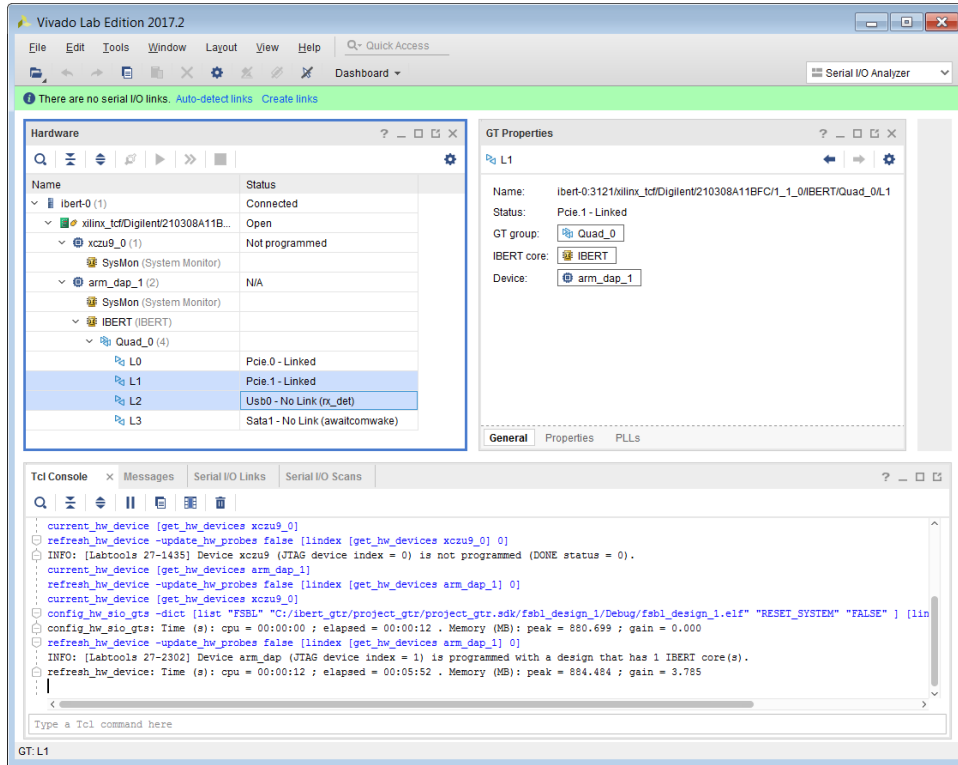 Vivado Lab Edition 2017.2
File Edit Tools Window Layout View Help Quick Access
Dashboard Serial I/O Analyzer
There are no serial I/O links. Auto-detect links Create links
Hardware ? _
Name Status
ibert-0 (1) Connected
xilinx_tcf/Digilent/210308A11B... Open
xczu9_0 (1) Not programmed
SysMon (System Monitor)
arm_dap_1 (2) N/A
SysMon (System Monitor)
IBERT (IBERT)
Quad_0 (4)
L0 Pcie.0 - Linked
L1 Pcie.1 - Linked
L2 Usb0 - No Link (rx_det)
L3 Sata1 - No Link (awaitcomwake)
GT Properties ? _
L1
Name: ibert-0:3121/xilinx_tcf/Digilent/210308A11BFC/1_1_0/IBERT/Quad_0/L1
Status: Pcie.1 - Linked
GT group: Quad_0
IBERT core: IBERT
Device: arm_dap_1
General Properties PLLs
Tcl Console × Messages Serial I/O Links Serial I/O Scans ? _
current_hw_device [get_hw_devices xczu9_0]
refresh_hw_device -update_hw_probes false [lindex [get_hw_devices xczu9_0] 0]
INFO: [Labtools 27-1435] Device xczu9 (JTAG device index = 0) is not programmed (DONE status = 0).
current_hw_device [get_hw_devices arm_dap_1]
refresh_hw_device -update_hw_probes false [lindex [get_hw_devices arm_dap_1] 0]
current_hw_device [get_hw_devices xczu9_0]
config_hw_sio_gts -dict [list "FSBL" "C:/ibert_gtr/project_gtr/project_gtr.sdk/fsbl_design_1/Debug/fsbl_design_1.elf" "RESET_SYSTEM" "FALSE" ] [lin
config_hw_sio_gts: Time (s): cpu = 00:00:00 ; elapsed = 00:00:12 . Memory (MB): peak = 880.699 ; gain = 0.000
refresh_hw_device -update_hw_probes false [lindex [get_hw_devices arm_dap_1] 0]
INFO: [Labtools 27-2302] Device arm_dap (JTAG device index = 1) is programmed with a design that has 1 IBERT core(s).
refresh_hw_device: Time (s): cpu = 00:00:12 ; elapsed = 00:05:52 . Memory (MB): peak = 884.484 ; gain = 3.785
Type a Tcl command here
GT: L1